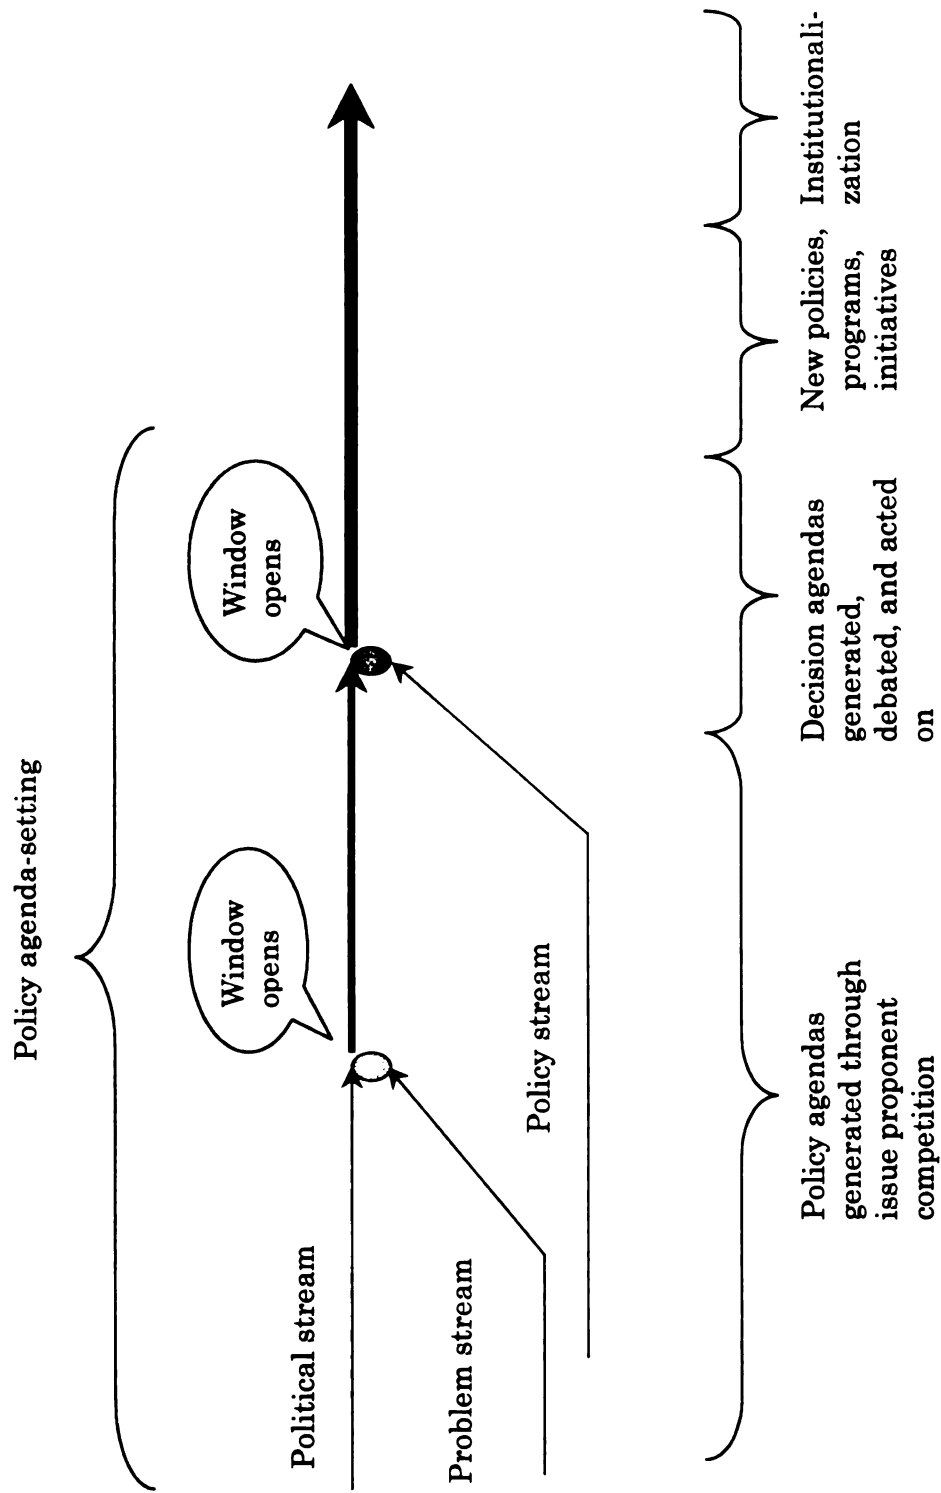 Policy agenda-setting
Window
opens
Window
opens
Political stream
Problem stream
Policy stream
Policy agendas
generated through
issue proponent
competition
Decision agendas
generated,
debated, and acted
on
New policies,
programs,
initiatives
Institutionali-
zation